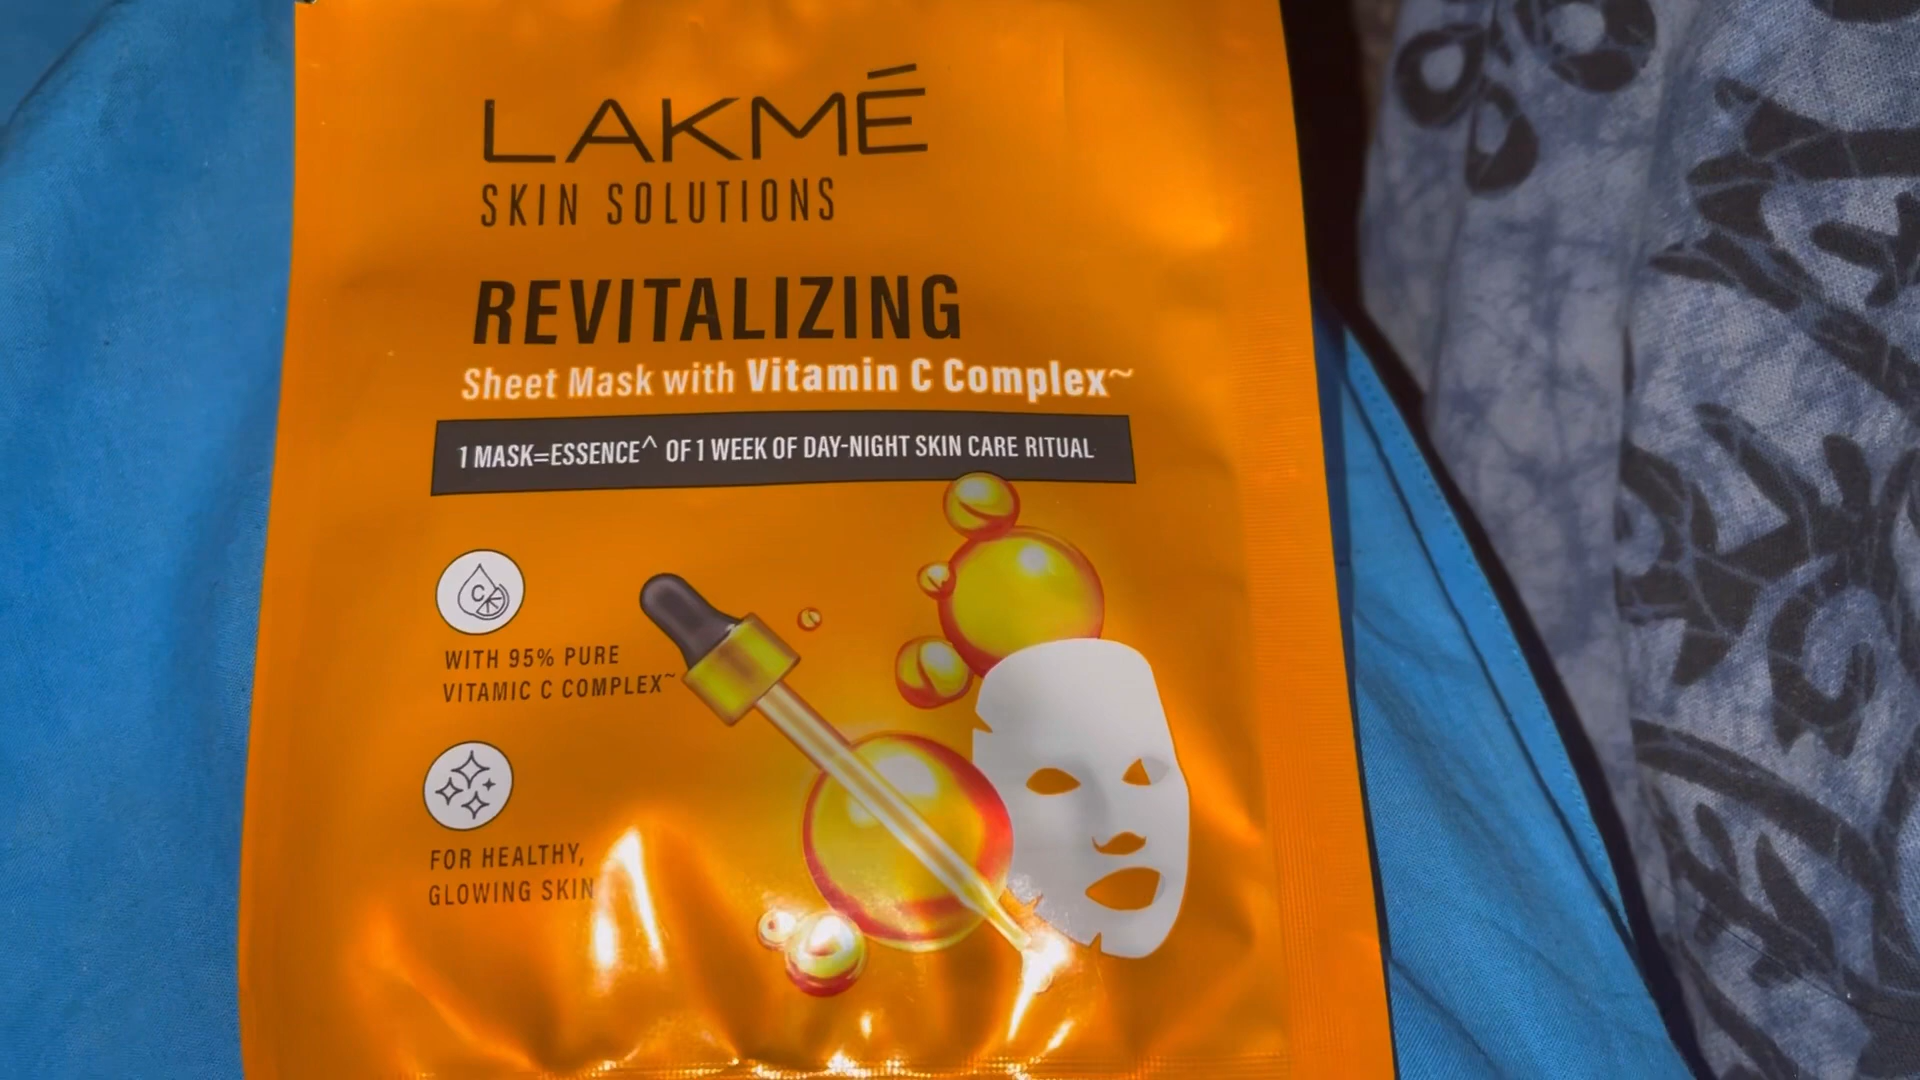 LAKMÉ
SKIN SOLUTIONS
REVITALIZING
Sheet Mask with Vitamin C Complex~
1 MASK=ESSENCE^ OF 1 WEEK OF DAY-NIGHT SKIN CARE RITUAL
C
WITH 95% PURE
VITAMIC C COMPLEX~
FOR HEALTHY,
GLOWING SKIN